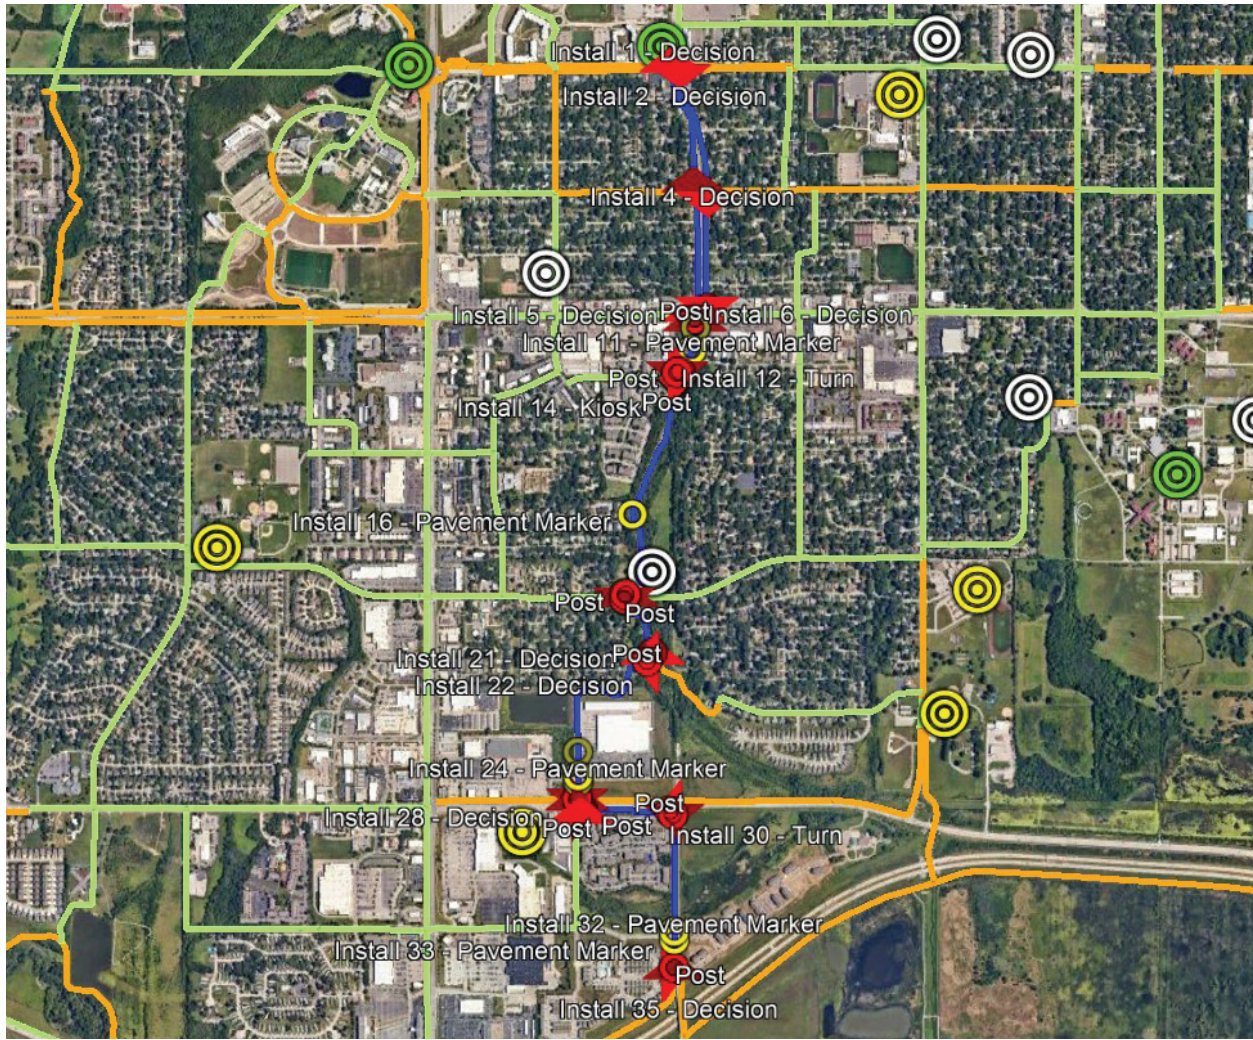 Install 1 - Decision
Install 2 - Decision
Install 4 - Decision
Install 5 - Decision Post Install 6 - Decision
Install 11 - Pavement Marker
Post Install 12 - Turn
Install 14 - Kiosk Post
Install 16 - Pavement Marker
Post
Post
Install 21 - Decision Post
Install 22 - Decision
Install 24 - Pavement Marker
Post
Install 28 - Decision
Post Post
Install 30 - Turn
Install 32 - Pavement Marker
Install 33 - Pavement Marker
Post
Install 35 - Decision